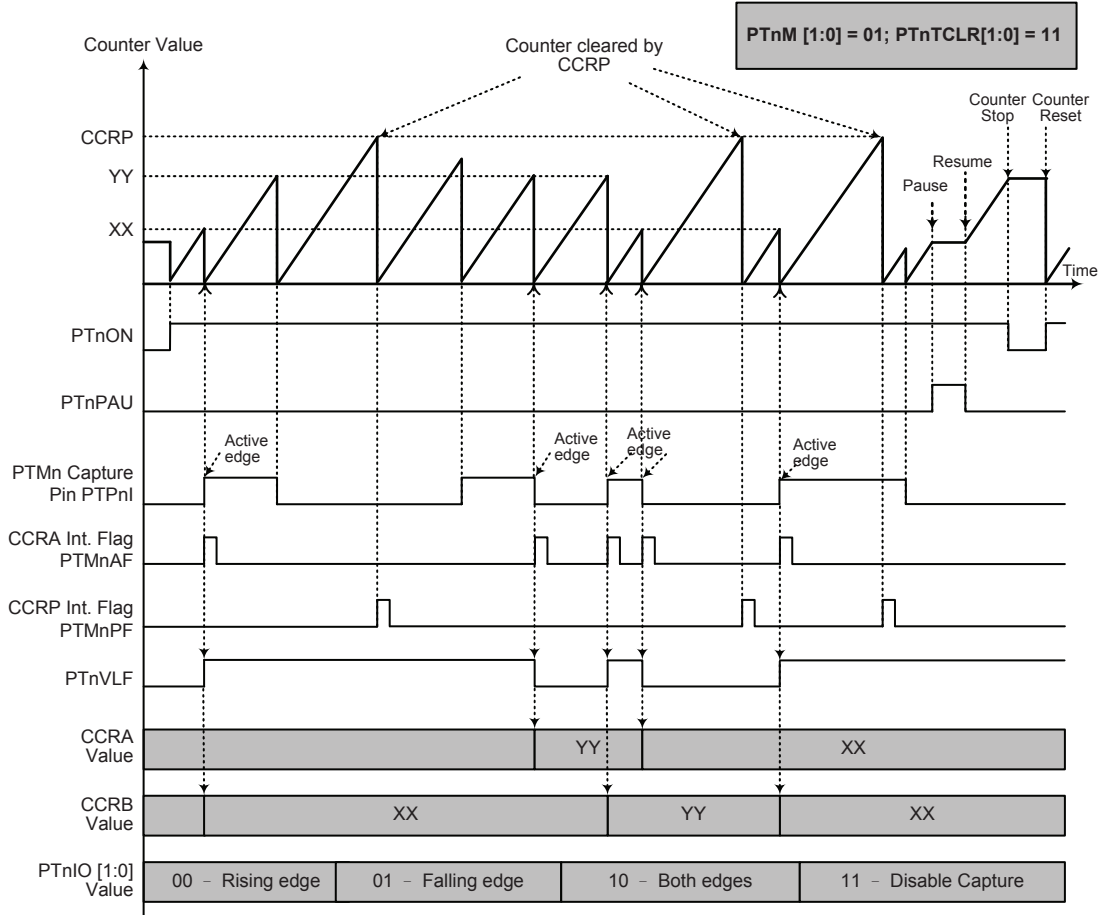 PTnM [1:0] = 01; PTnTCLR[1:0] = 11
Counter Value
Counter cleared by
CCRP
Counter
Stop
Counter
Reset
CCRP
YY
XX
Pause
Resume
Time
PTnON
PTnPAU
Active
edge
Active
edge
Active
edge
Active
edge
PTMn Capture
Pin PTPnI
CCRA Int. Flag
PTMnAF
CCRP Int. Flag
PTMnPF
PTnVLF
CCRA
Value
YY
XX
CCRB
Value
XX
YY
XX
PTnIO [1:0]
Value
00 – Rising edge
01 – Falling edge
10 – Both edges
11 – Disable Capture